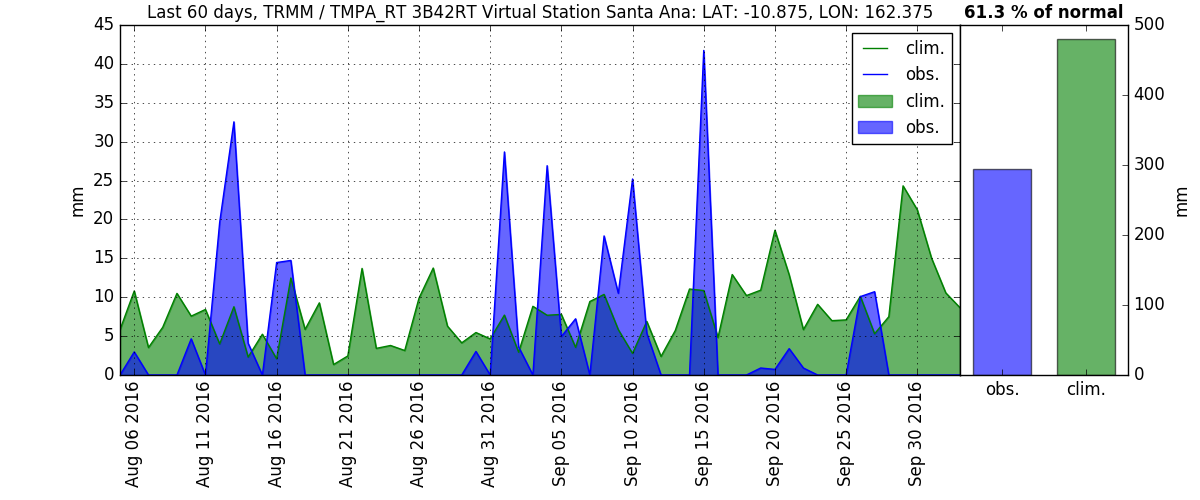 Last 60 days, TRMM / TMPA_RT 3B42RT Virtual Station Santa Ana: LAT: -10.875, LON: 162.375
61.3 % of normal
45
40
35
30
25
20
15
10
5
0
mm
clim.
obs.
clim.
obs.
500
400
300
200
100
0
mm
Aug 06 2016
Aug 11 2016
Aug 16 2016
Aug 21 2016
Aug 26 2016
Aug 31 2016
Sep 05 2016
Sep 10 2016
Sep 15 2016
Sep 20 2016
Sep 25 2016
Sep 30 2016
obs.
clim.